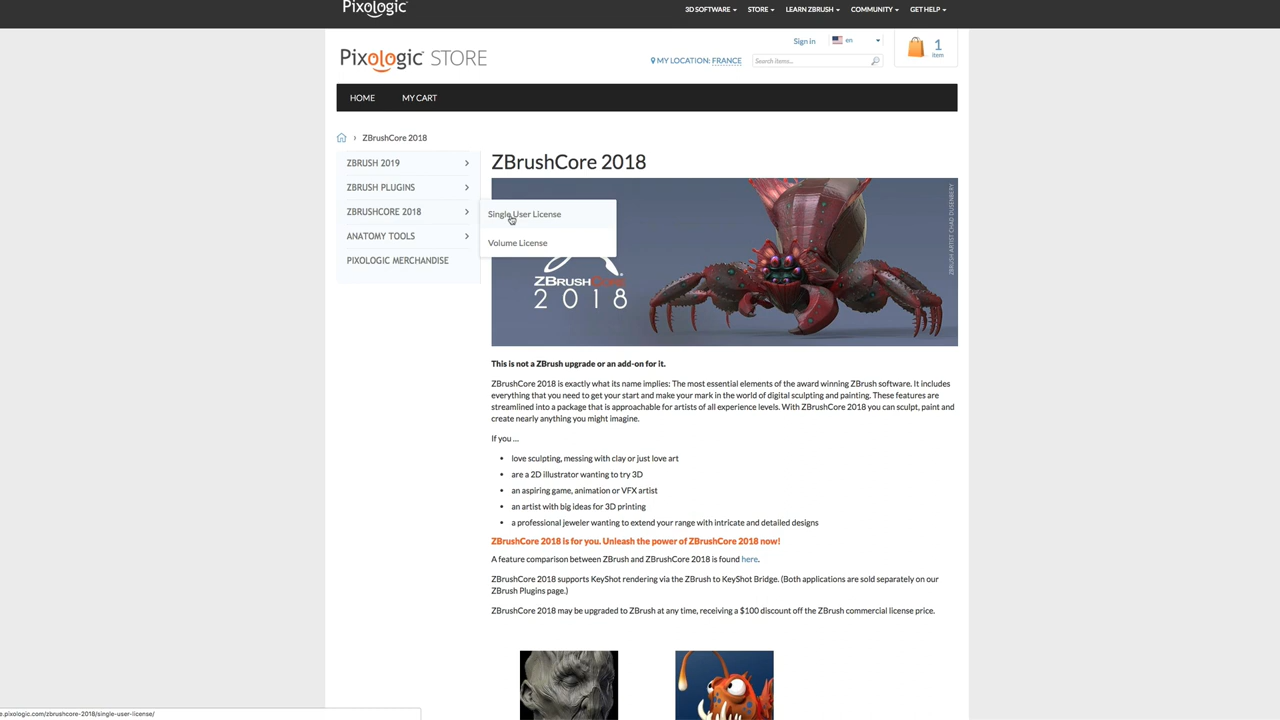 Pixologic
3D SOFTWARE STORE LEARN ZBRUSH COMMUNITY GET HELP
Sign in en
1
item
Pixologic STORE
MY LOCATION: FRANCE Search items...
HOME MY CART
ZBrushCore 2018
ZBRUSH 2019
ZBRUSH PLUGINS
ZBRUSHCORE 2018
ANATOMY TOOLS
PIXOLOGIC MERCHANDISE
Single User License
Volume License
ZBrushCore 2018
ZBRUSHCORE
2018
ZBRUSH ARTIST CHAD DUSENBERY
This is not a ZBrush upgrade or an add-on for it.
ZBrushCore 2018 is exactly what its name implies: The most essential elements of the award winning ZBrush software. It includes
everything that you need to get your start and make your mark in the world of digital sculpting and painting. These features are
streamlined into a package that is approachable for artists of all experience levels. With ZBrushCore 2018 you can sculpt, paint and
create nearly anything you might imagine.
If you ...
• love sculpting, messing with clay or just love art
• are a 2D illustrator wanting to try 3D
• an aspiring game, animation or VFX artist
• an artist with big ideas for 3D printing
• a professional jeweler wanting to extend your range with intricate and detailed designs
ZBrushCore 2018 is for you. Unleash the power of ZBrushCore 2018 now!
A feature comparison between ZBrush and ZBrushCore 2018 is found here.
ZBrushCore 2018 supports KeyShot rendering via the ZBrush to KeyShot Bridge. (Both applications are sold separately on our
ZBrush Plugins page.)
ZBrushCore 2018 may be upgraded to ZBrush at any time, receiving a $100 discount off the ZBrush commercial license price.
e.pixologic.com/zbrushcore-2018/single-user-license/